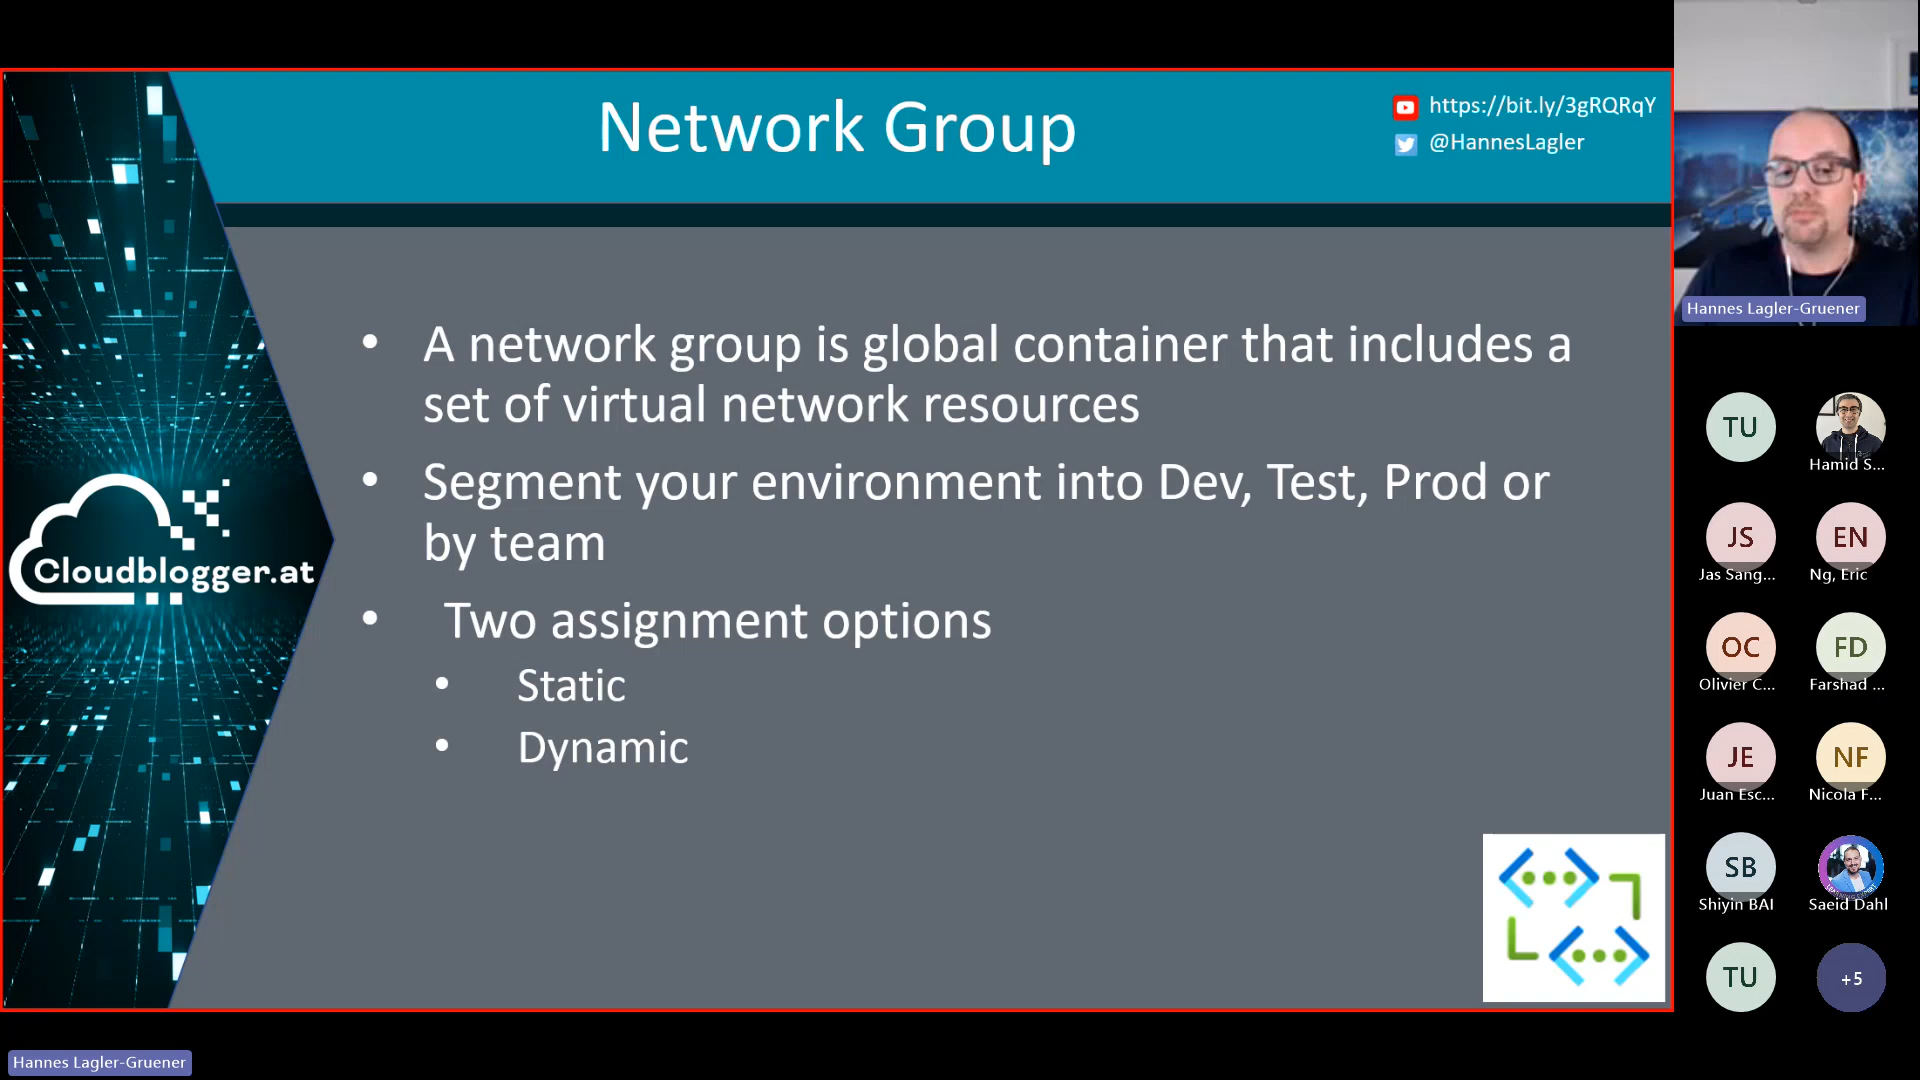 Network Group
https://bit.ly/3gRQRqY
@HannesLagler
• A network group is global container that includes a
set of virtual network resources
• Segment your environment into Dev, Test, Prod or
by team
• Two assignment options
• Static
• Dynamic
Cloudblogger.at
Hannes Lagler-Gruener
TU
Hamid S...
JS
Jas Sang...
EN
Ng, Eric
OC
Olivier C...
FD
Farshad ...
JE
Juan Esc...
NF
Nicola F...
SB
Shiyin BAI
Saeid Dahl
TU
+5
Hannes Lagler-Gruener